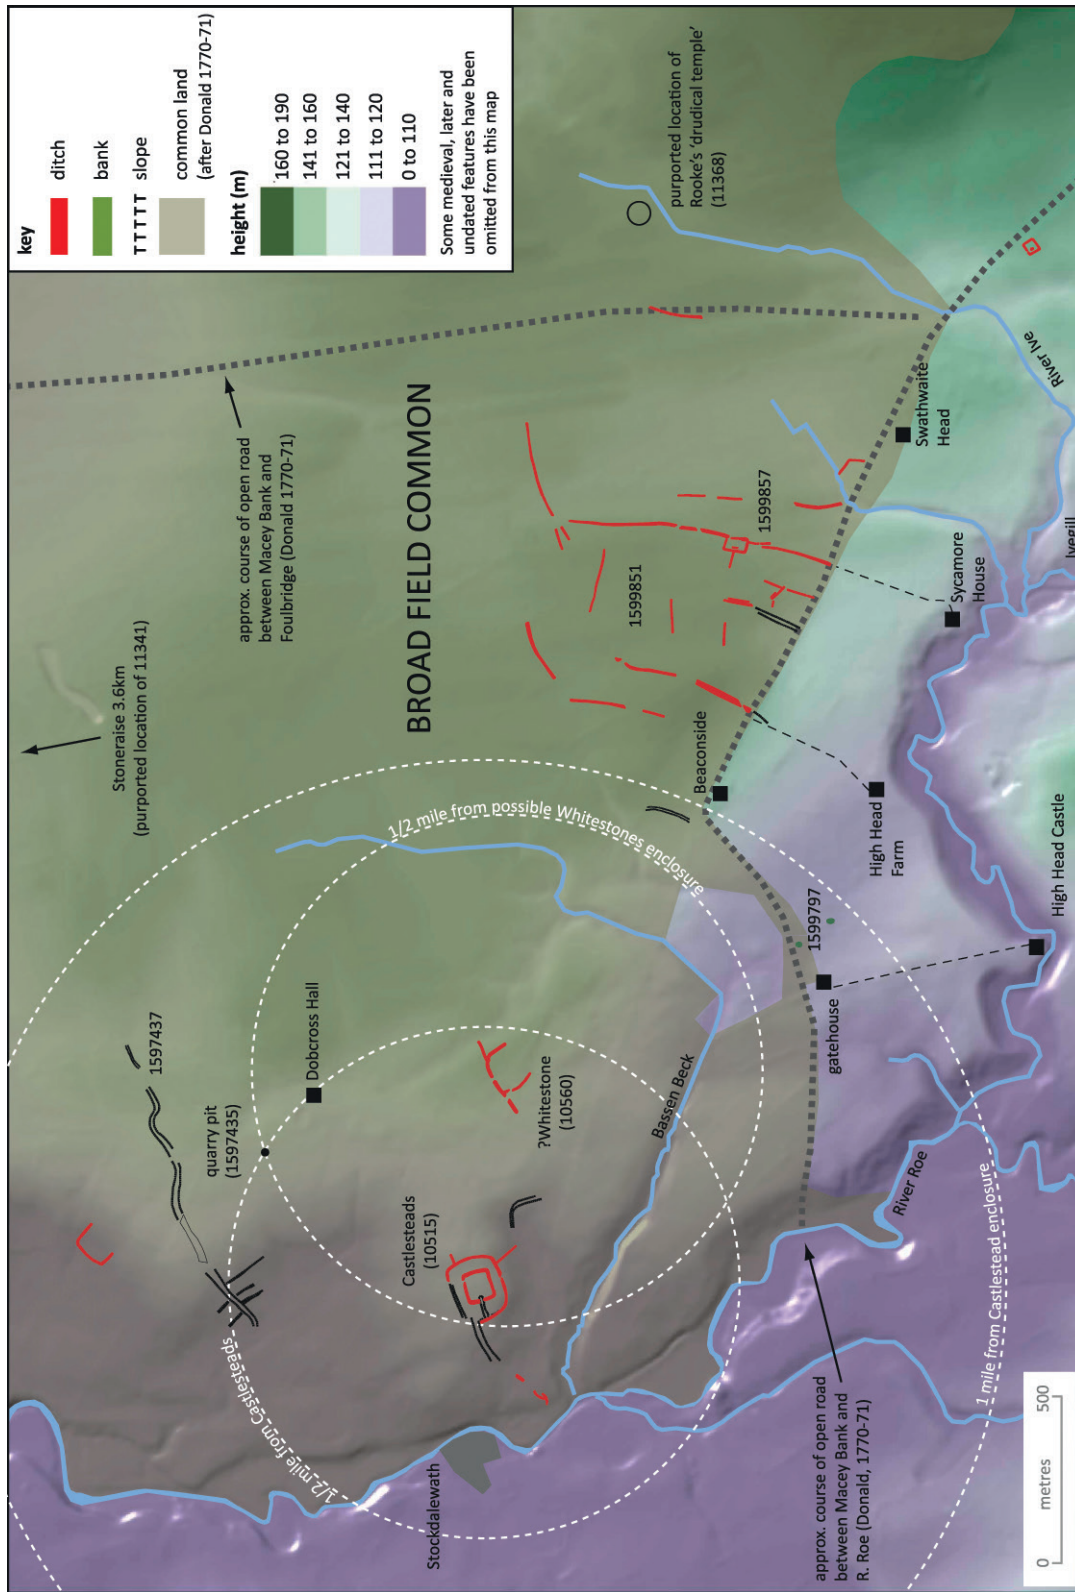 key
ditch
bank
TTTTT slope
common land
(after Donald 1770-71)
height (m)
160 to 190
141 to 160
121 to 140
111 to 120
0 to 110
Some medieval, later and
undated features have been
omitted from this map
Stoneraise 3.6km
(purported location of 11341)
approx. course of open road
between Macey Bank and
Foulbridge (Donald 1770-71)
purported location of
Rooke's 'drudical temple'
(11368)
BROAD FIELD COMMON
1597437
quarry pit
(1597435)
Dobcross Hall
1/2 mile from possible Whitestones enclosure
1/2 mile from Castlesteads
Castlesteads
(10515)
?Whitestone
(10560)
1599851
1599857
Stockdalewath
Bassen Beck
Beaconside
Swathwaite
Head
1599797
gatehouse
High Head
Farm
Sycamore
House
River Ive
Ivegill
River Roe
High Head Castle
1 mile from Castlestead enclosure
approx. course of open road
between Macey Bank and
R. Roe (Donald, 1770-71)
0 500
metres